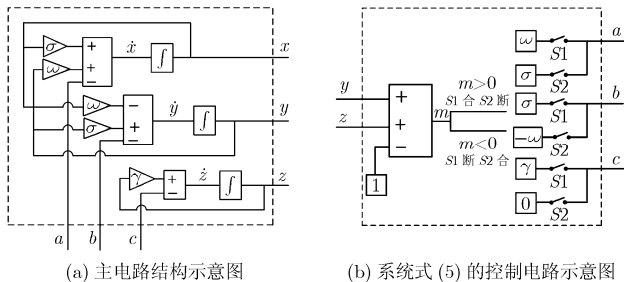 σ
+
+
−
ẋ
∫
x
ω
ω
−
+
−
ẏ
∫
y
σ
γ
+
−
ż
∫
z
a b c
(a) 主电路结构示意图
y
z
+
+
−
1
m
m>0
S1 合 S2 断
m<0
S1 断 S2 合
ω S1 a
σ S2
σ S1 b
−ω S2
γ S1 c
0 S2
(b) 系统式 (5) 的控制电路示意图